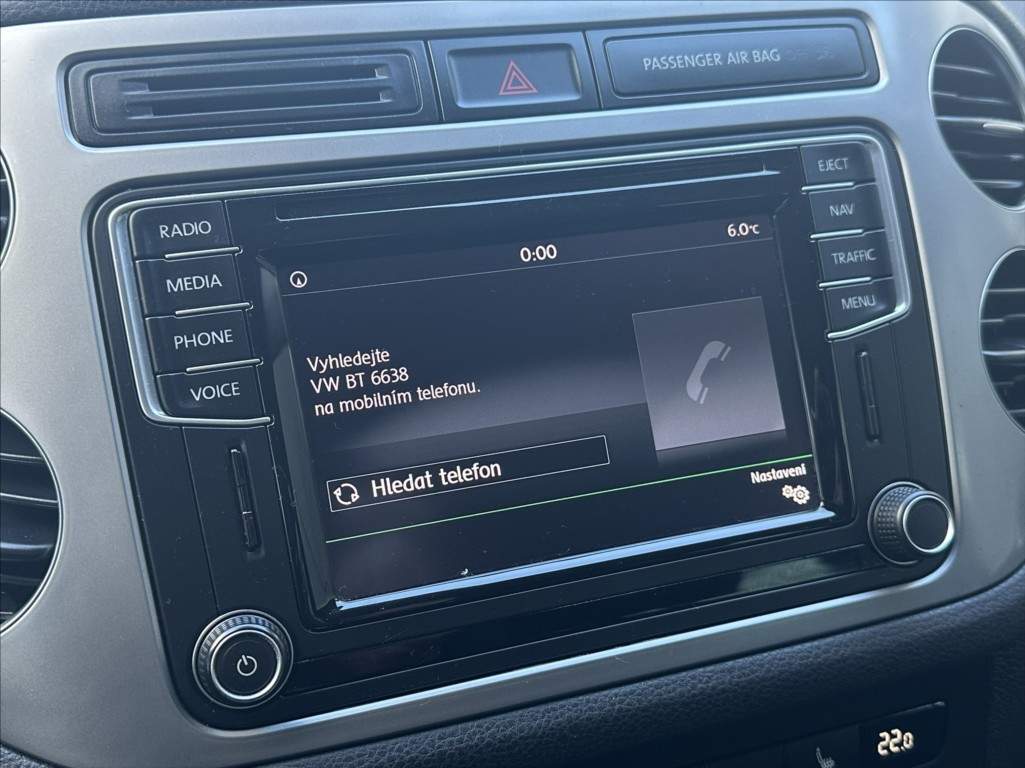 PASSENGER AIR BAG
EJECT
RADIO
NAV
6.0°C
0:00
MEDIA
TRAFFIC
PHONE
MENU
Vyhledejte
VW BT 6638
na mobilním telefonu.
VOICE
Hledat telefon
Nastavení
22.0